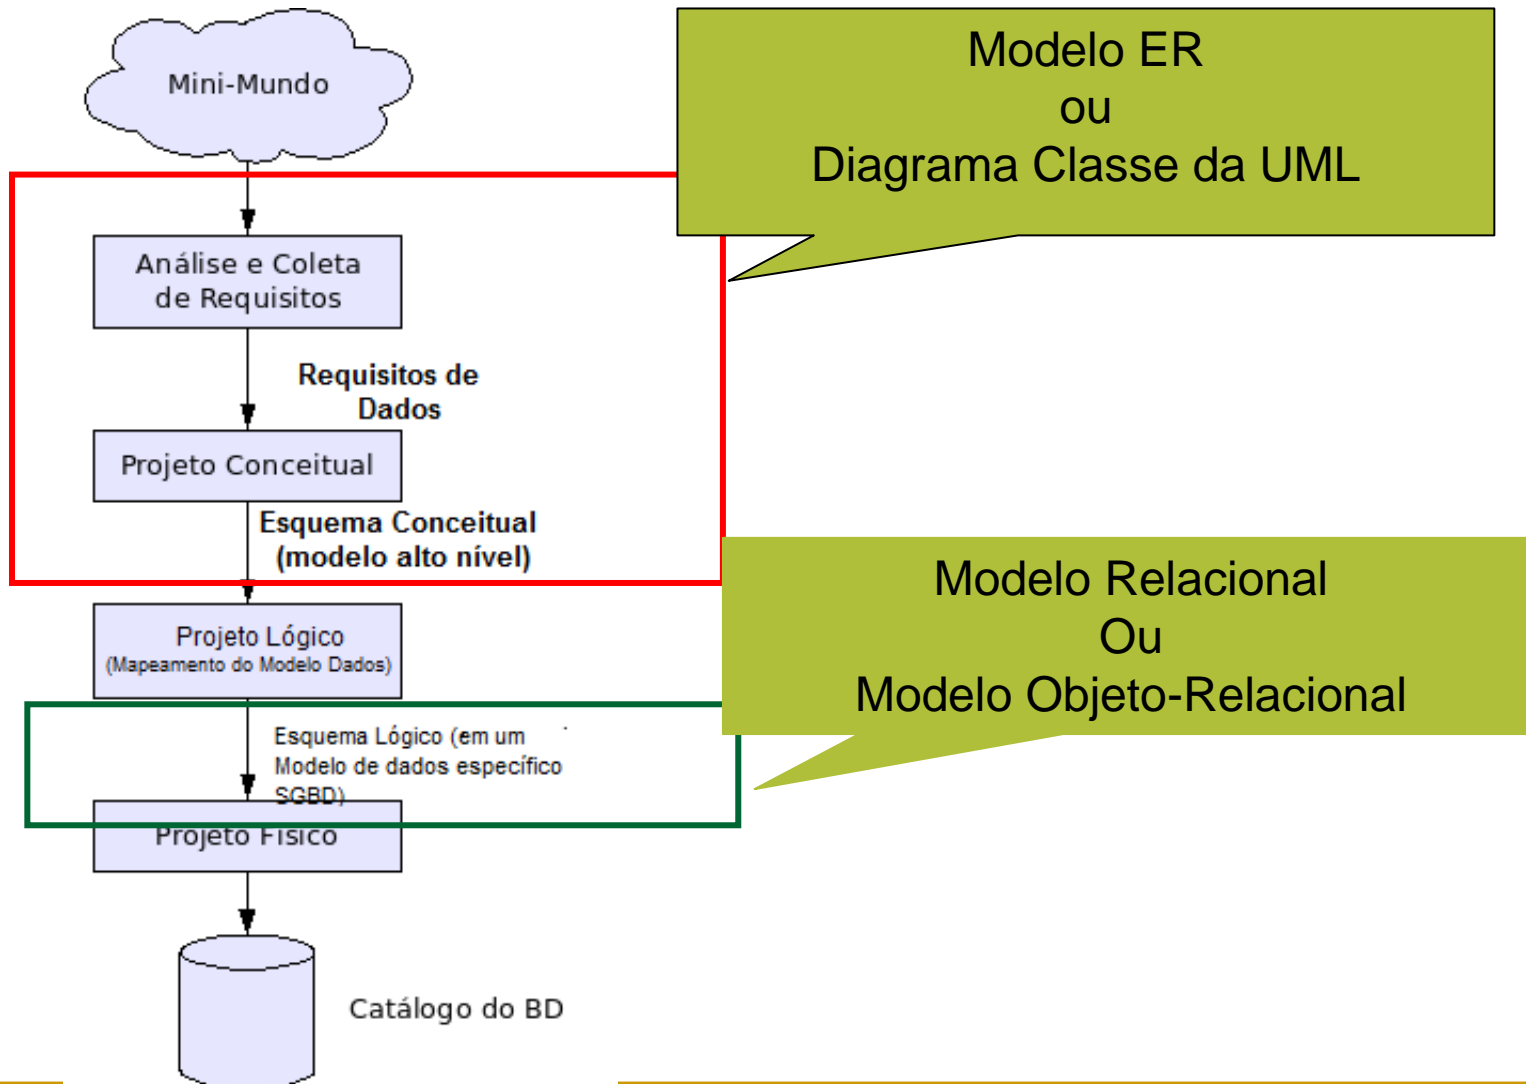 Mini-Mundo
Modelo ER
ou
Diagrama Classe da UML
Análise e Coleta
de Requisitos
Requisitos de
Dados
Projeto Conceitual
Esquema Conceitual
(modelo alto nível)
Projeto Lógico
(Mapeamento do Modelo Dados)
Modelo Relacional
Ou
Modelo Objeto-Relacional
Esquema Lógico (em um
Modelo de dados específico
SGBD)
Projeto Físico
Catálogo do BD